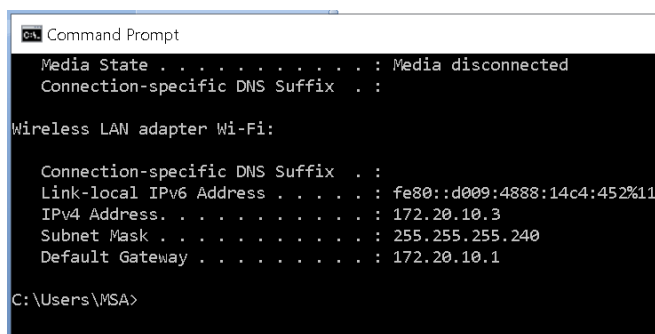 Command Prompt
Media State . . . . . . . . . . . : Media disconnected
Connection-specific DNS Suffix  . :
Wireless LAN adapter Wi-Fi:
Connection-specific DNS Suffix  . :
Link-local IPv6 Address . . . . . : fe80::d009:4888:14c4:452%11
IPv4 Address. . . . . . . . . . . : 172.20.10.3
Subnet Mask . . . . . . . . . . . : 255.255.255.240
Default Gateway . . . . . . . . . : 172.20.10.1
C:\Users\MSA>